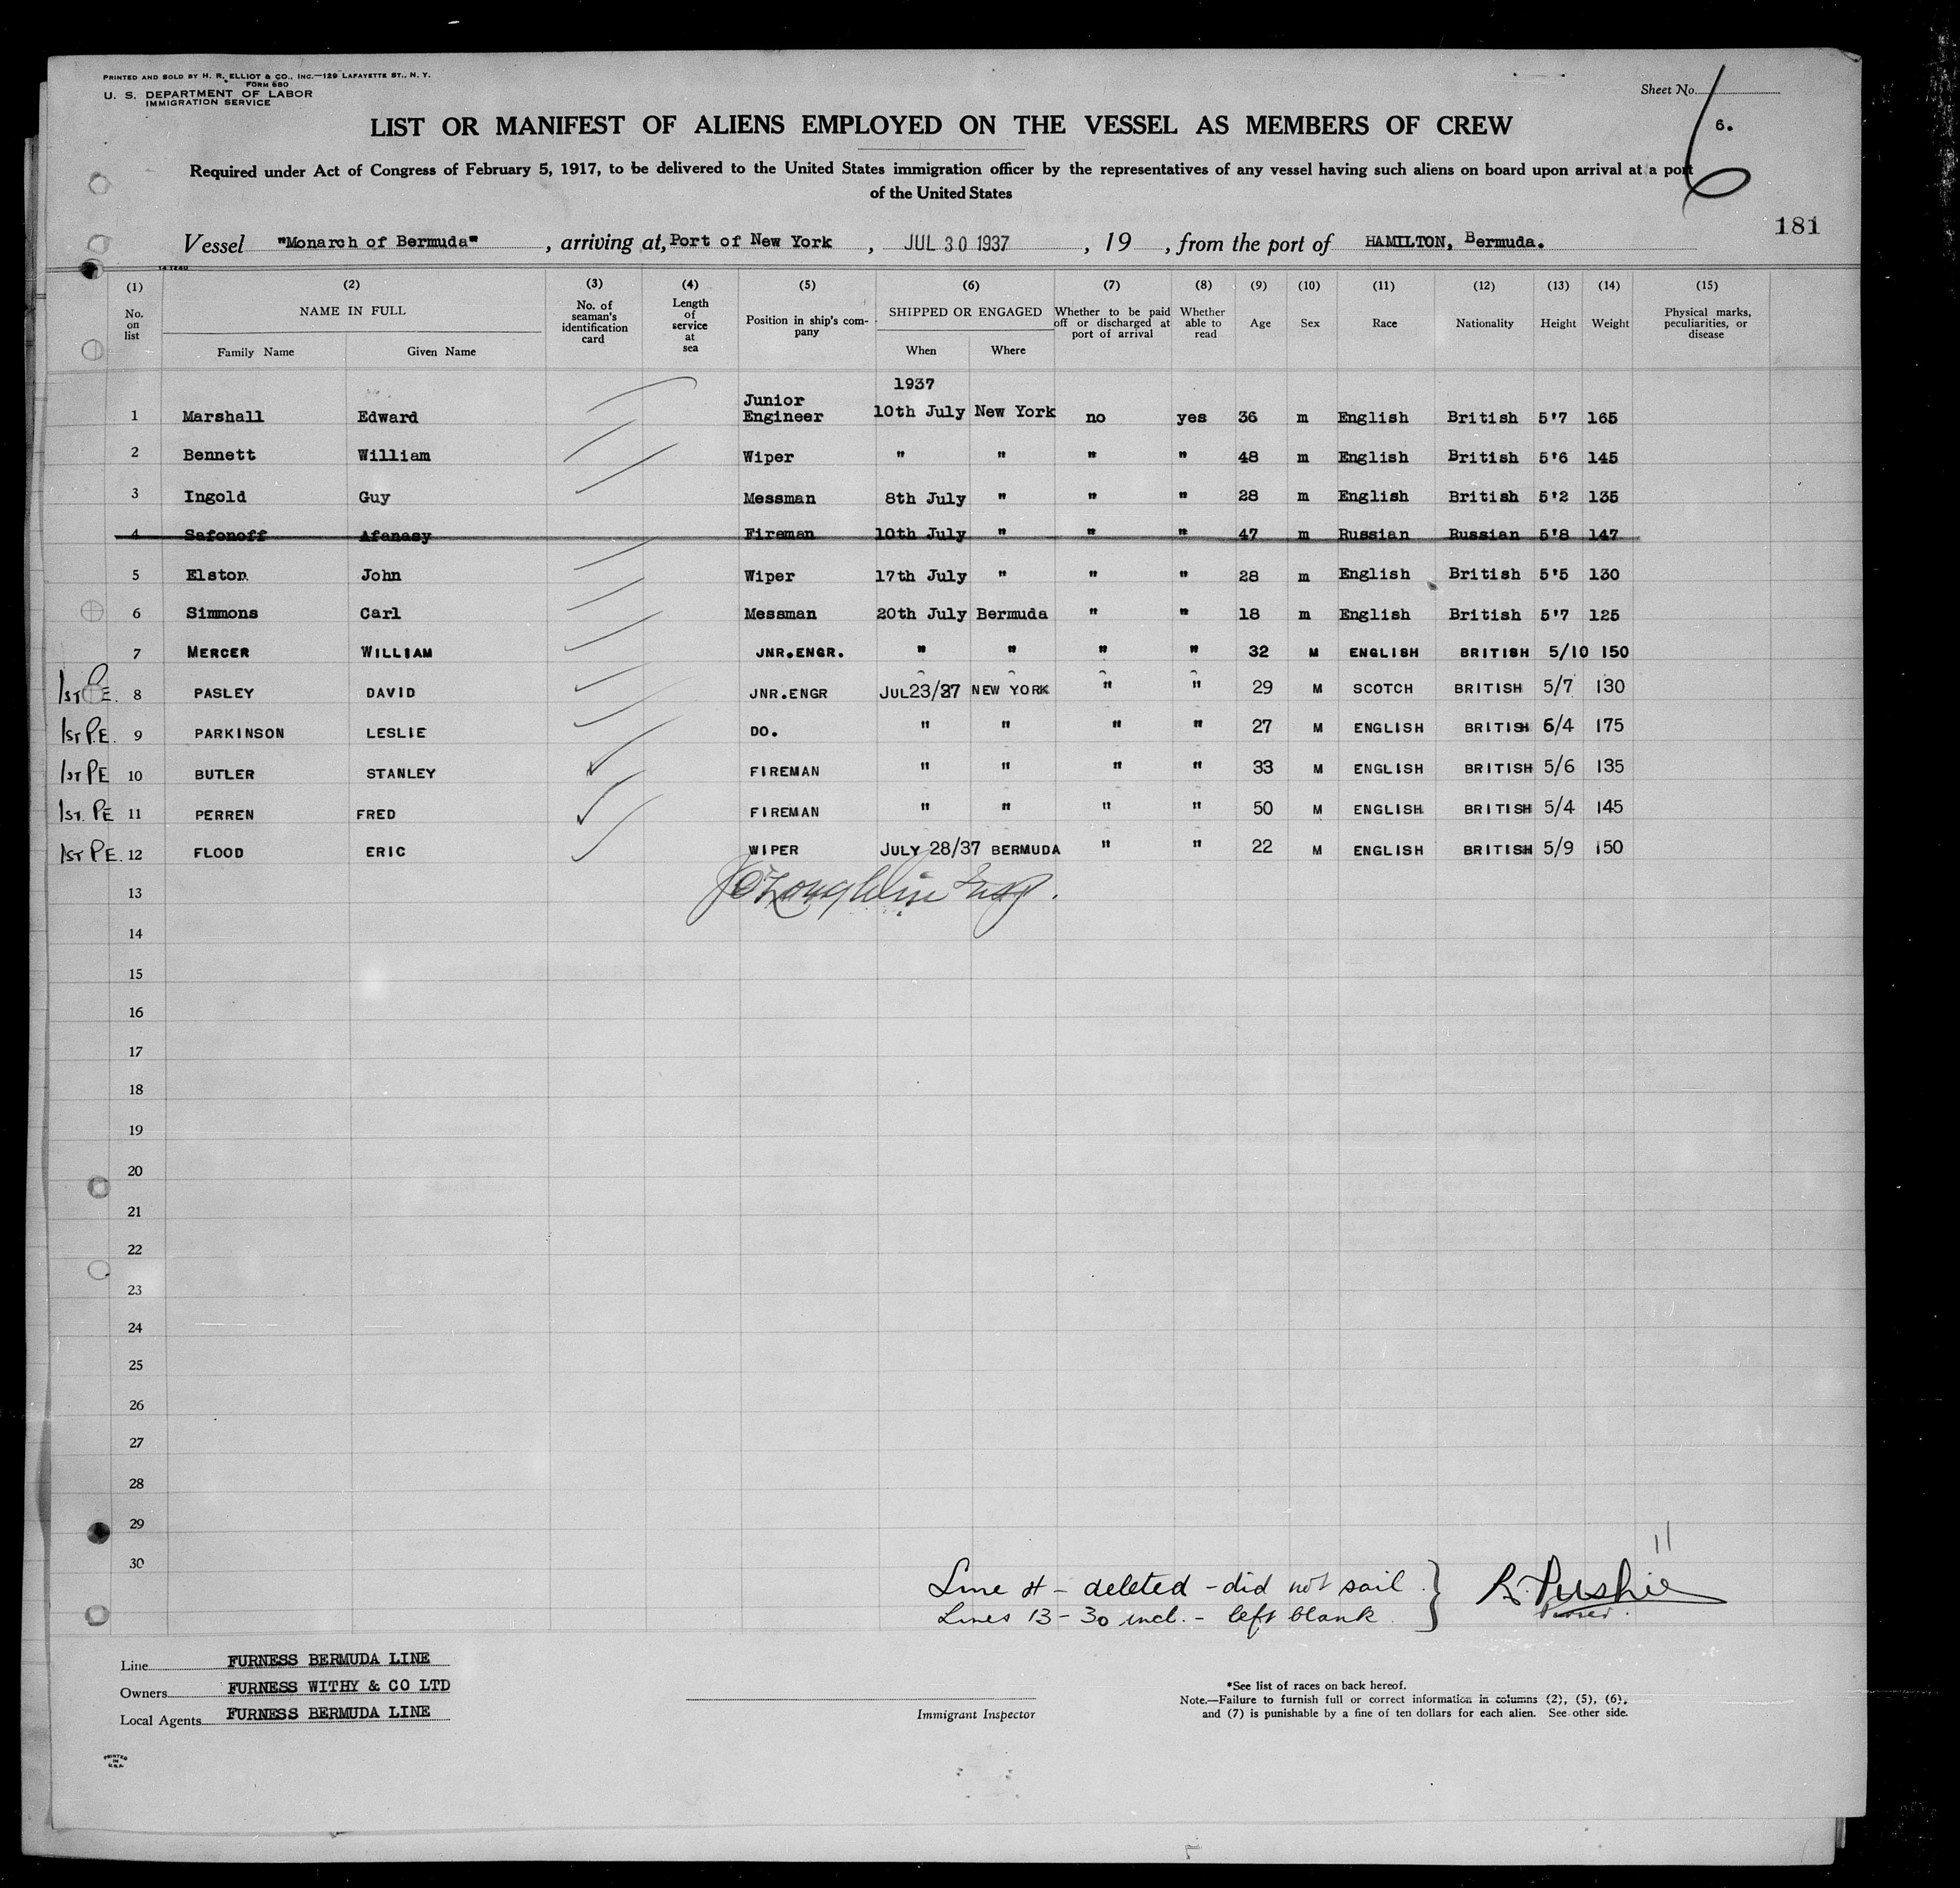 PRINTED AND SOLD BY H. R. ELLIOT & CO., INC.—129 LAFAYETTE ST., N. Y.
FORM 680
U. S. DEPARTMENT OF LABOR
IMMIGRATION SERVICE
Sheet No. 6.
6
LIST OR MANIFEST OF ALIENS EMPLOYED ON THE VESSEL AS MEMBERS OF CREW
Required under Act of Congress of February 5, 1917, to be delivered to the United States immigration officer by the representatives of any vessel having such aliens on board upon arrival at a port
of the United States
181
Vessel "Monarch of Bermuda", arriving at, Port of New York, JUL 30 1937, 19, from the port of HAMILTON, Bermuda.
14 1240
(1) (2) (3) (4) (5) (6) (7) (8) (9) (10) (11) (12) (13) (14) (15)
No. on list NAME IN FULL Family Name Given Name No. of seaman's identification card Length of service at sea Position in ship's company SHIPPED OR ENGAGED When Where Whether to be paid off or discharged at port of arrival Whether able to read Age Sex Race Nationality Height Weight Physical marks, peculiarities, or disease
1937
1 Marshall Edward Junior Engineer 10th July New York no yes 36 m English British 5'7 165
2 Bennett William Wiper " " " " 48 m English British 5'6 145
3 Ingold Guy Messman 8th July " " " 28 m English British 5'2 135
4 Safonoff Afanasy Fireman 10th July " " " 47 m Russian Russian 5'8 147
5 Elston John Wiper 17th July " " " 28 m English British 5'5 130
6 Simmons Carl Messman 20th July Bermuda " " 18 m English British 5'7 125
7 MERCER WILLIAM JNR.ENGR. " " " " 32 M ENGLISH BRITISH 5/10 150
1ST P.E. 8 PASLEY DAVID JNR.ENGR JUL23/37 NEW YORK " " 29 M SCOTCH BRITISH 5/7 130
1ST P.E. 9 PARKINSON LESLIE DO. " " " " 27 M ENGLISH BRITISH 6/4 175
1ST PE 10 BUTLER STANLEY FIREMAN " " " " 33 M ENGLISH BRITISH 5/6 135
1ST. PE 11 PERREN FRED FIREMAN " " " " 50 M ENGLISH BRITISH 5/4 145
1ST P.E. 12 FLOOD ERIC WIPER JULY 28/37 BERMUDA " " 22 M ENGLISH BRITISH 5/9 150
13
14
15
16
17
18
19
20
21
22
23
24
25
26
27
28
29
30
11
Line 4 - deleted - did not sail.
Lines 13 - 30 incl. - left blank.
R. Pushie
Purser.
Line FURNESS BERMUDA LINE
Owners FURNESS WITHY & CO LTD
Local Agents FURNESS BERMUDA LINE
Immigrant Inspector
*See list of races on back hereof.
Note.—Failure to furnish full or correct information in columns (2), (5), (6),
and (7) is punishable by a fine of ten dollars for each alien. See other side.
PRINTED
IN
U.S.A.